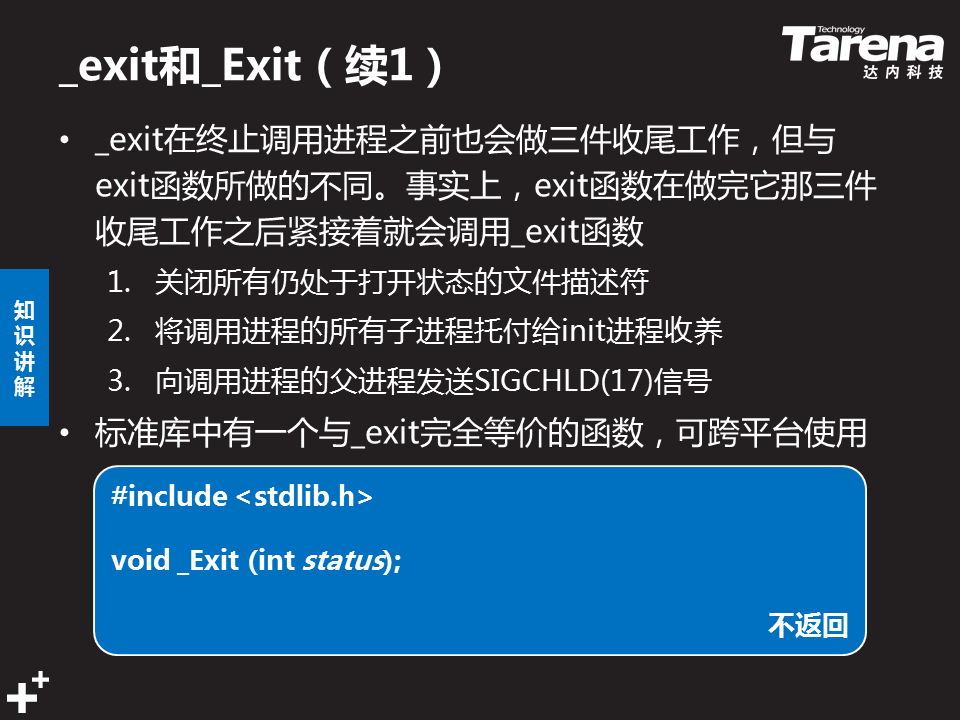 _exit和_Exit（续1）
Technology
Tarena
达内科技
• _exit在终止调用进程之前也会做三件收尾工作，但与
exit函数所做的不同。事实上，exit函数在做完它那三件
收尾工作之后紧接着就会调用_exit函数
1. 关闭所有仍处于打开状态的文件描述符
2. 将调用进程的所有子进程托付给init进程收养
3. 向调用进程的父进程发送SIGCHLD(17)信号
• 标准库中有一个与_exit完全等价的函数，可跨平台使用
知
识
讲
解
#include <stdlib.h>
void _Exit (int status);
不返回